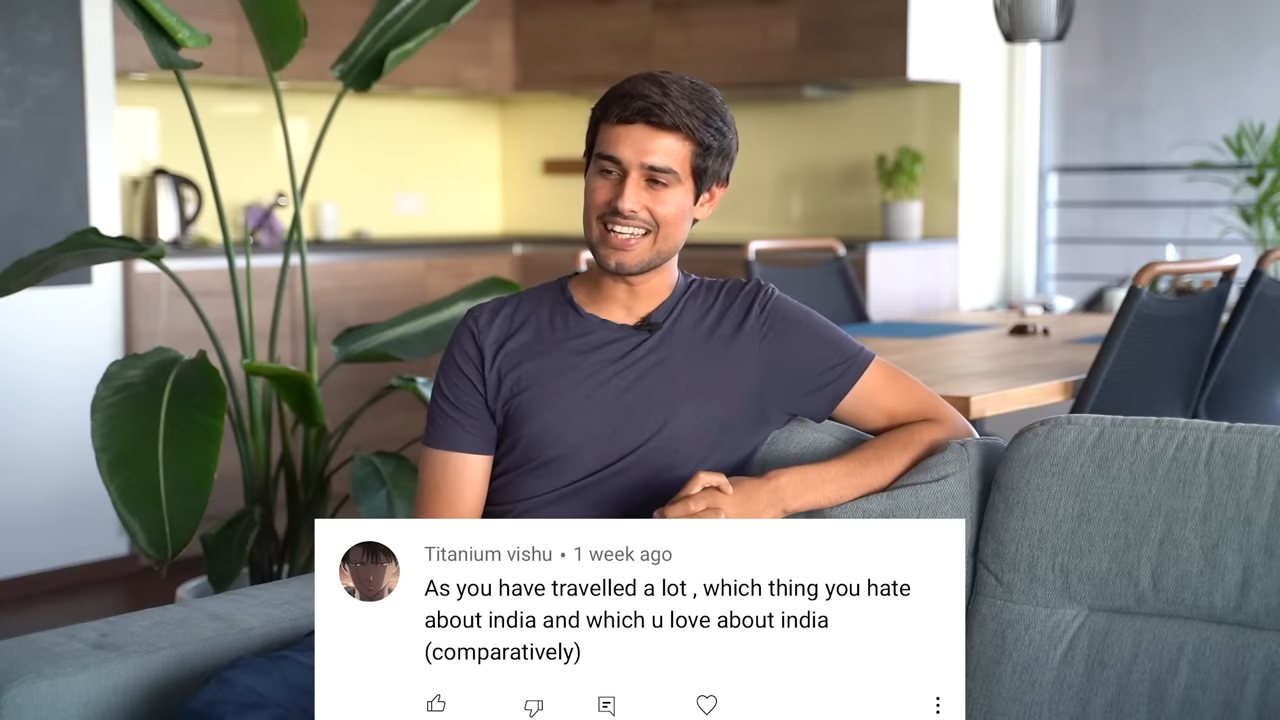 Titanium vishu • 1 week ago
As you have travelled a lot , which thing you hate
about india and which u love about india
(comparatively)